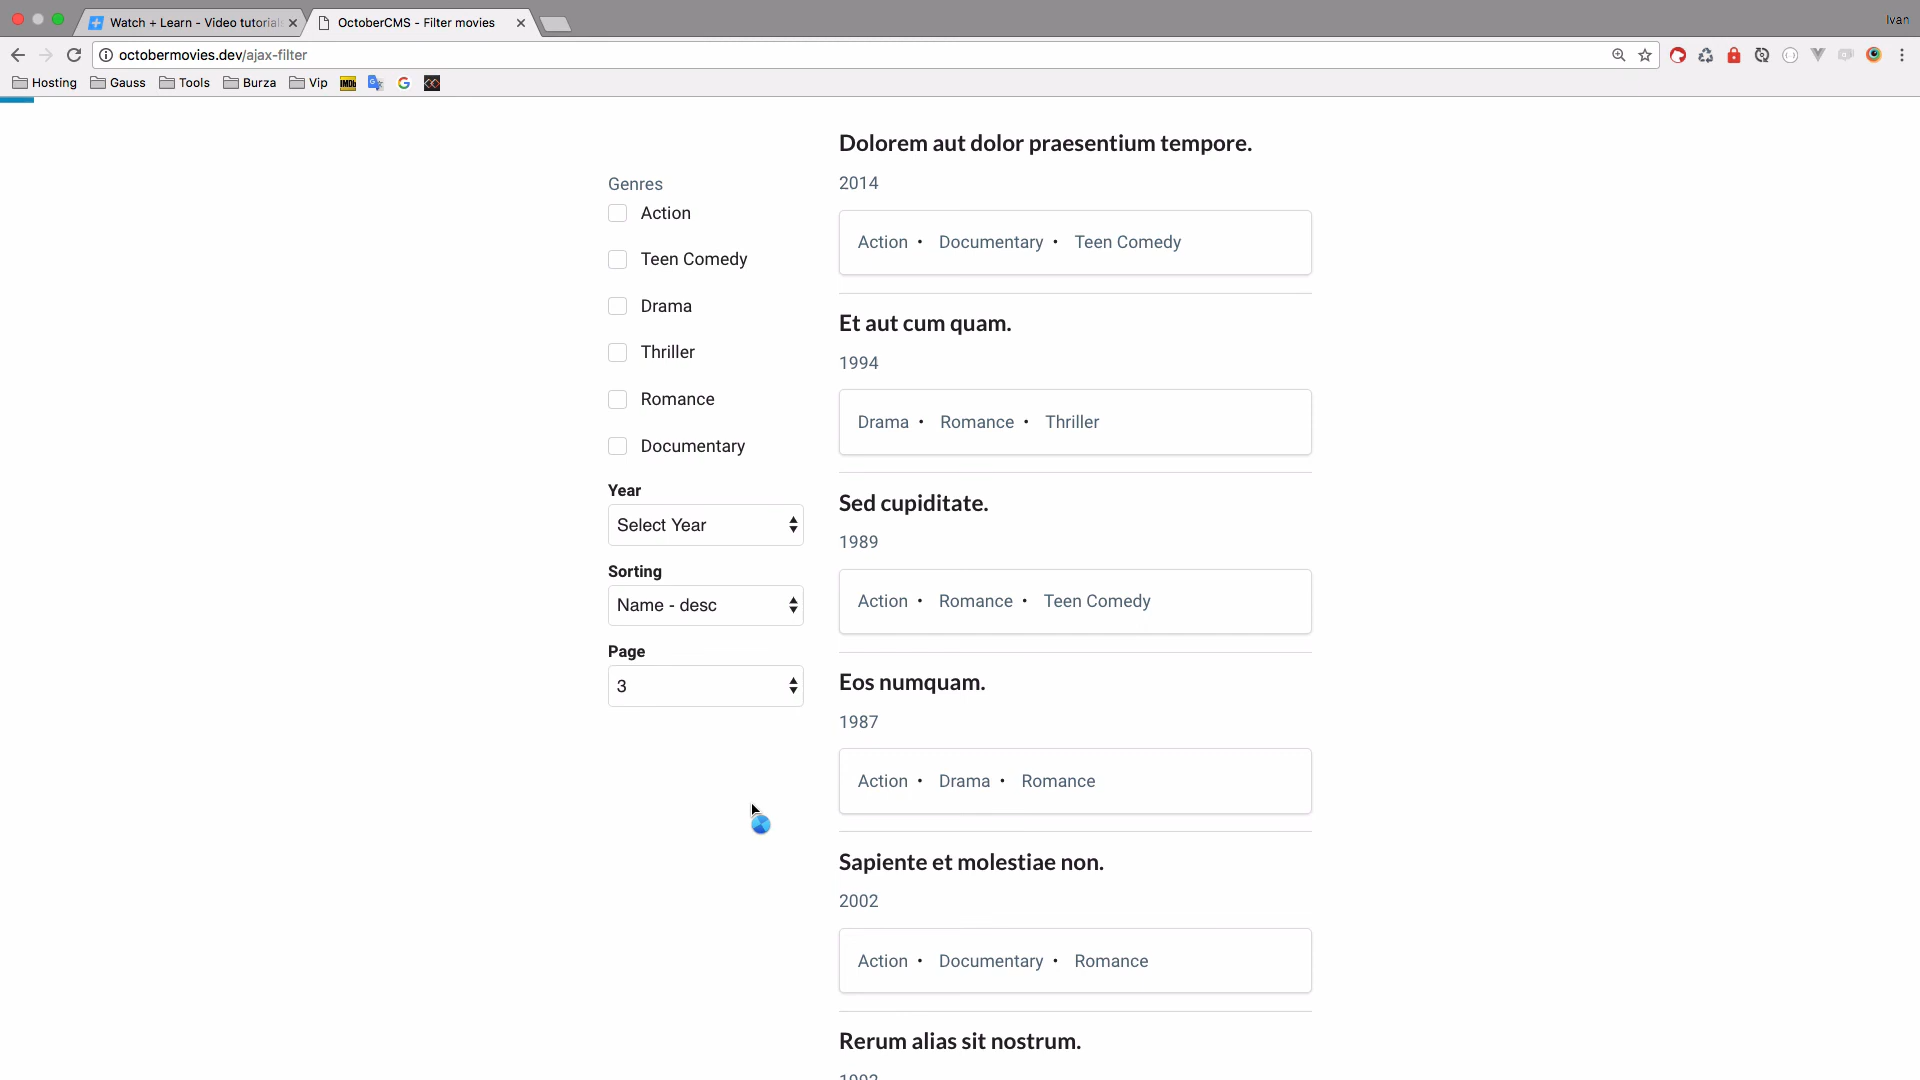 Watch + Learn - Video tutorial
OctoberCMS - Filter movies
Ivan
octobermovies.dev/ajax-filter
Hosting
Gauss
Tools
Burza
Vip
IMDb
Genres
Action
Teen Comedy
Drama
Thriller
Romance
Documentary
Year
Select Year
Sorting
Name - desc
Page
3
Dolorem aut dolor praesentium tempore.
2014
Action • Documentary • Teen Comedy
Et aut cum quam.
1994
Drama • Romance • Thriller
Sed cupiditate.
1989
Action • Romance • Teen Comedy
Eos numquam.
1987
Action • Drama • Romance
Sapiente et molestiae non.
2002
Action • Documentary • Romance
Rerum alias sit nostrum.